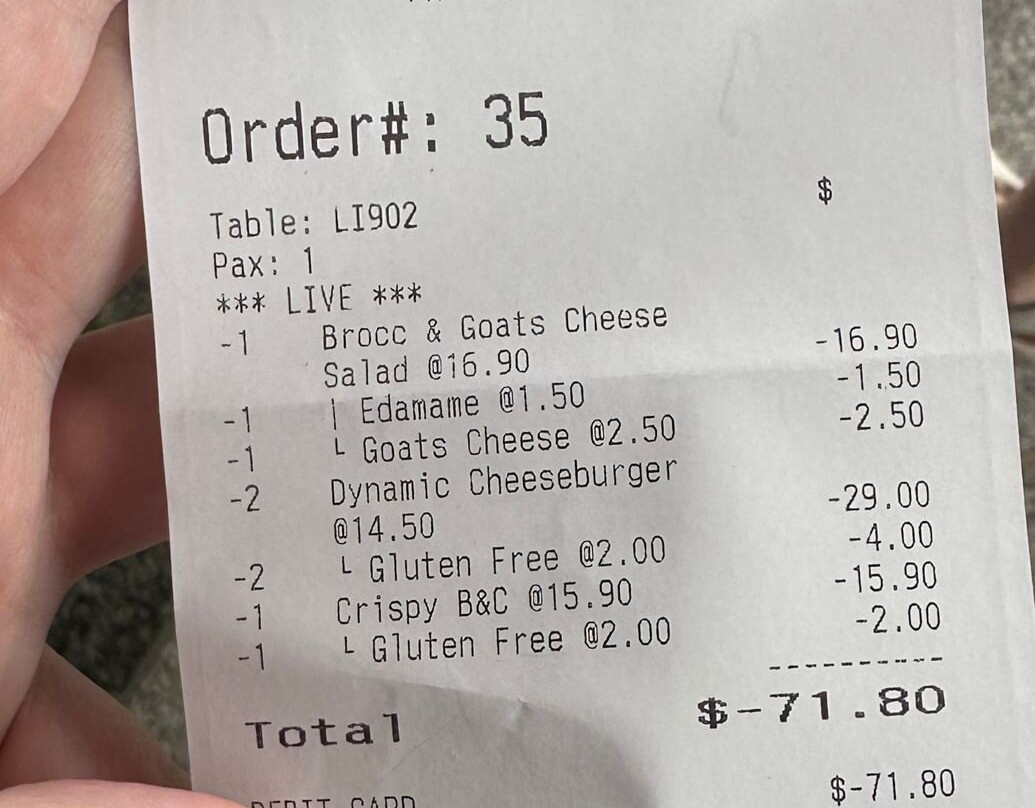 Order#: 35
$
Table: LI902
Pax: 1
*** LIVE ***
-1 Brocc & Goats Cheese
Salad @16.90 -16.90
-1 | Edamame @1.50 -1.50
-1 └ Goats Cheese @2.50 -2.50
-2 Dynamic Cheeseburger
@14.50 -29.00
-2 └ Gluten Free @2.00 -4.00
-1 Crispy B&C @15.90 -15.90
-1 └ Gluten Free @2.00 -2.00
----------
Total $-71.80
CARD $-71.80